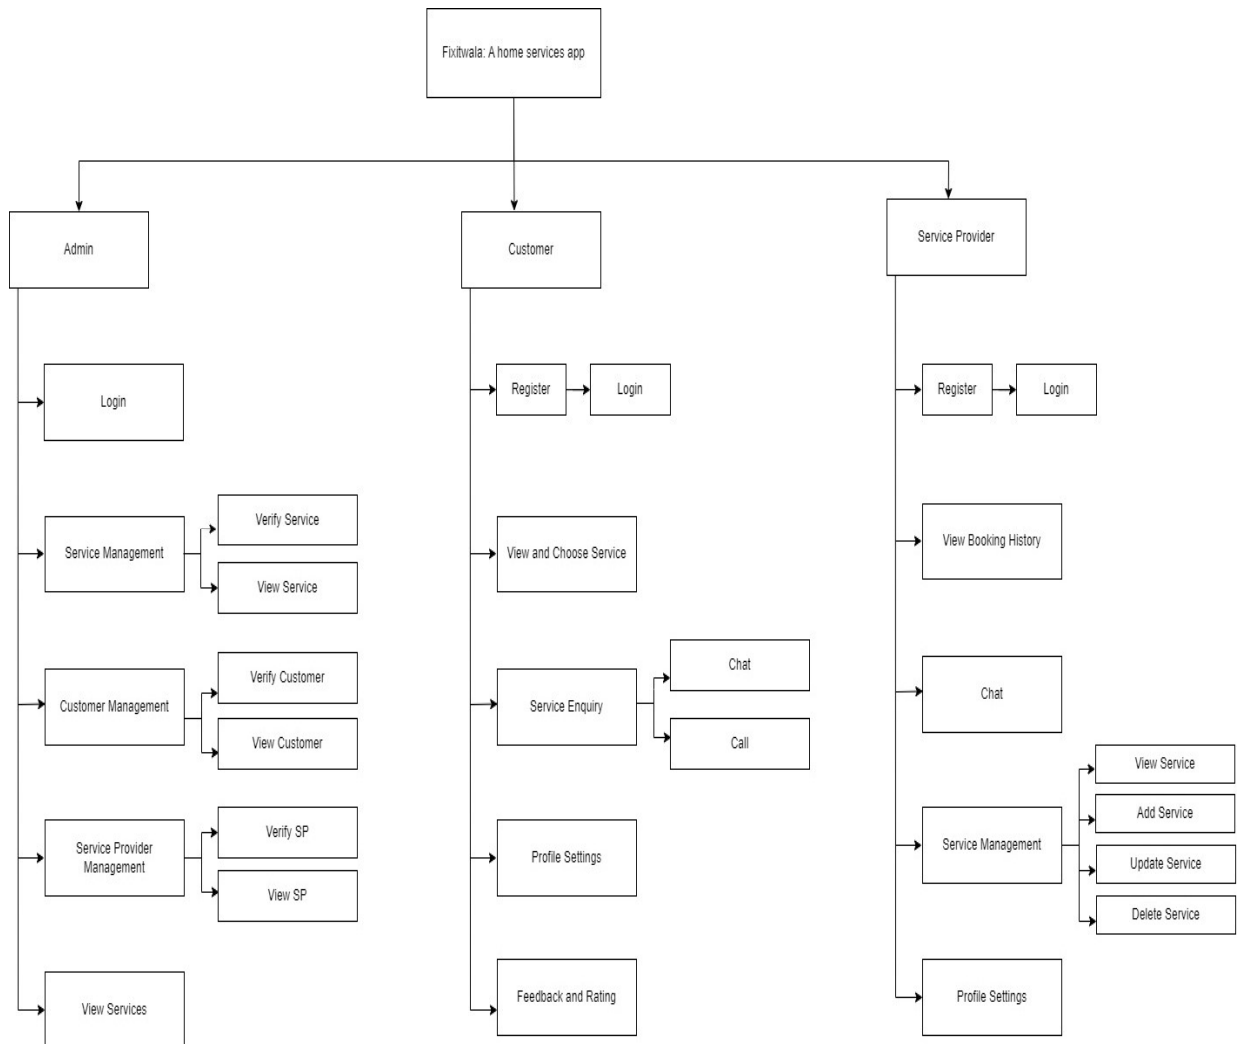 Fixitwala: A home services app
Admin
Customer
Service Provider
Login
Register
Login
Register
Login
Service Management
Verify Service
View Service
View and Choose Service
View Booking History
Customer Management
Verify Customer
View Customer
Service Enquiry
Chat
Call
Chat
Service Provider
Management
Verify SP
View SP
Profile Settings
Service Management
View Service
Add Service
Update Service
Delete Service
View Services
Feedback and Rating
Profile Settings